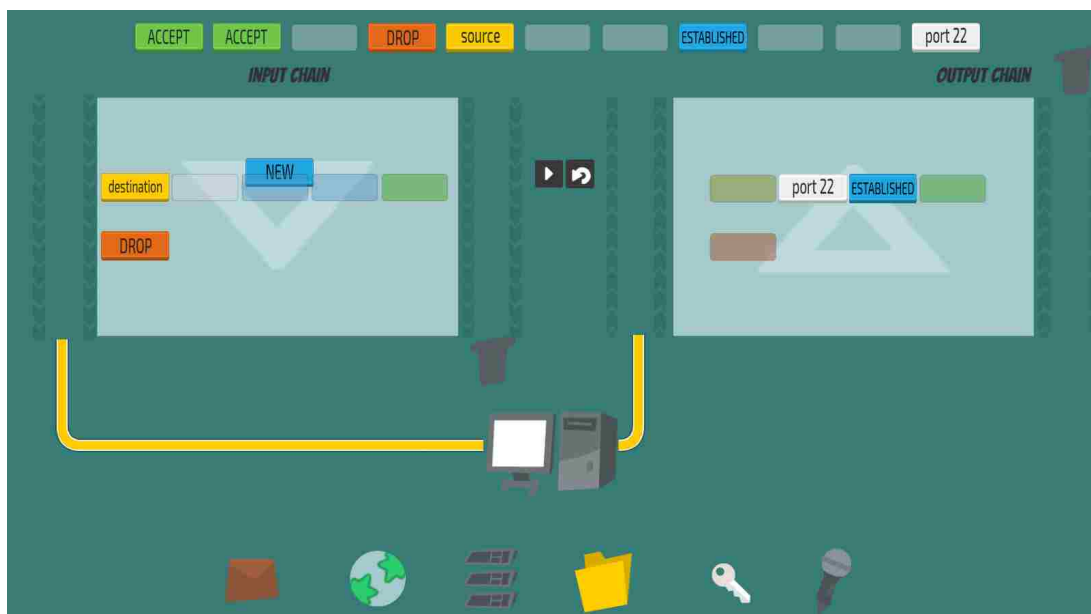 ACCEPT ACCEPT DROP source ESTABLISHED port 22
INPUT CHAIN OUTPUT CHAIN
NEW
destination port 22 ESTABLISHED
DROP